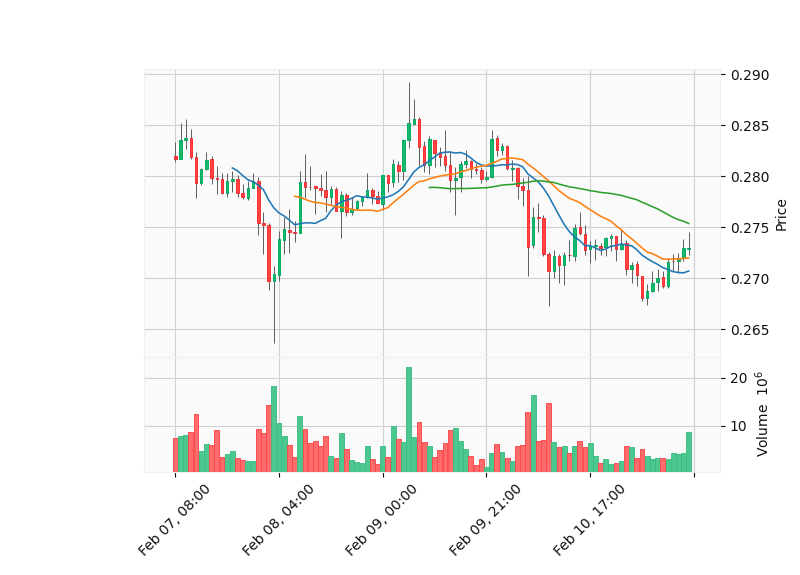 0.290
0.285
0.280
0.275
0.270
0.265
Price
20
10
Volume 10^6
Feb 07, 08:00
Feb 08, 04:00
Feb 09, 00:00
Feb 09, 21:00
Feb 10, 17:00